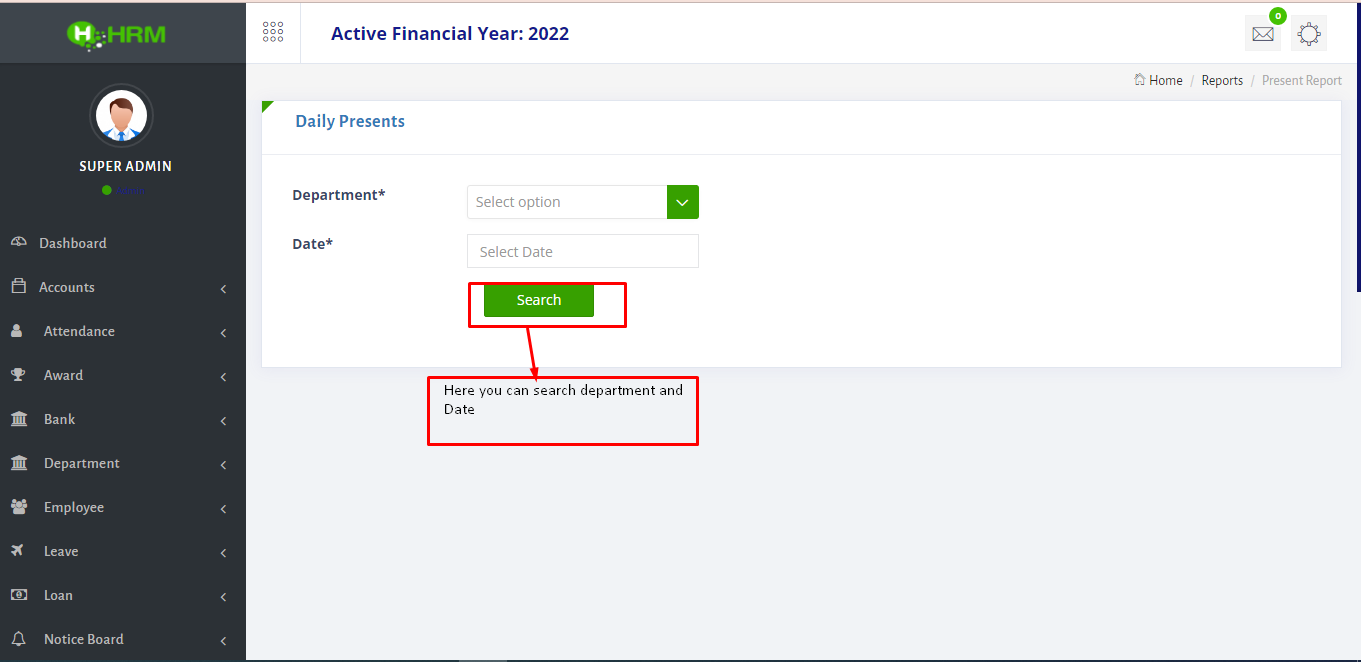 HRM
Active Financial Year: 2022
0
Home / Reports / Present Report
SUPER ADMIN
Daily Presents
Department*
Select option
Date*
Select Date
Search
Here you can search department and
Date
Dashboard
Accounts
Attendance
Award
Bank
Department
Employee
Leave
Loan
Notice Board